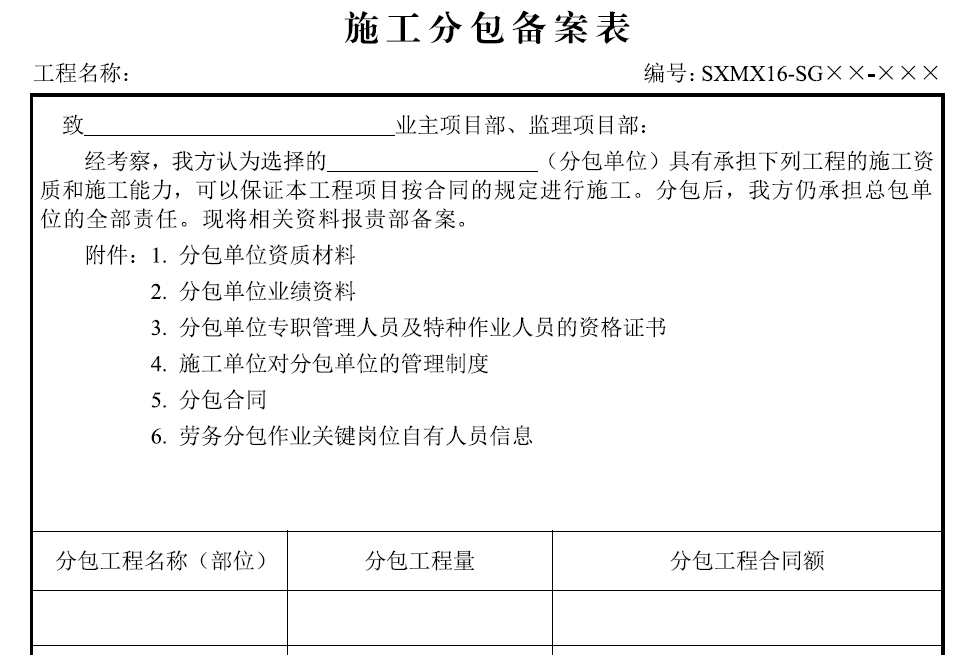 施工分包备案表
工程名称： 编号：SXMX16-SG××-×××
致 业主项目部、监理项目部：
经考察，我方认为选择的 （分包单位）具有承担下列工程的施工资
质和施工能力，可以保证本工程项目按合同的规定进行施工。分包后，我方仍承担总包单
位的全部责任。现将相关资料报贵部备案。
附件：1. 分包单位资质材料
2. 分包单位业绩资料
3. 分包单位专职管理人员及特种作业人员的资格证书
4. 施工单位对分包单位的管理制度
5. 分包合同
6. 劳务分包作业关键岗位自有人员信息
分包工程名称（部位） 分包工程量 分包工程合同额